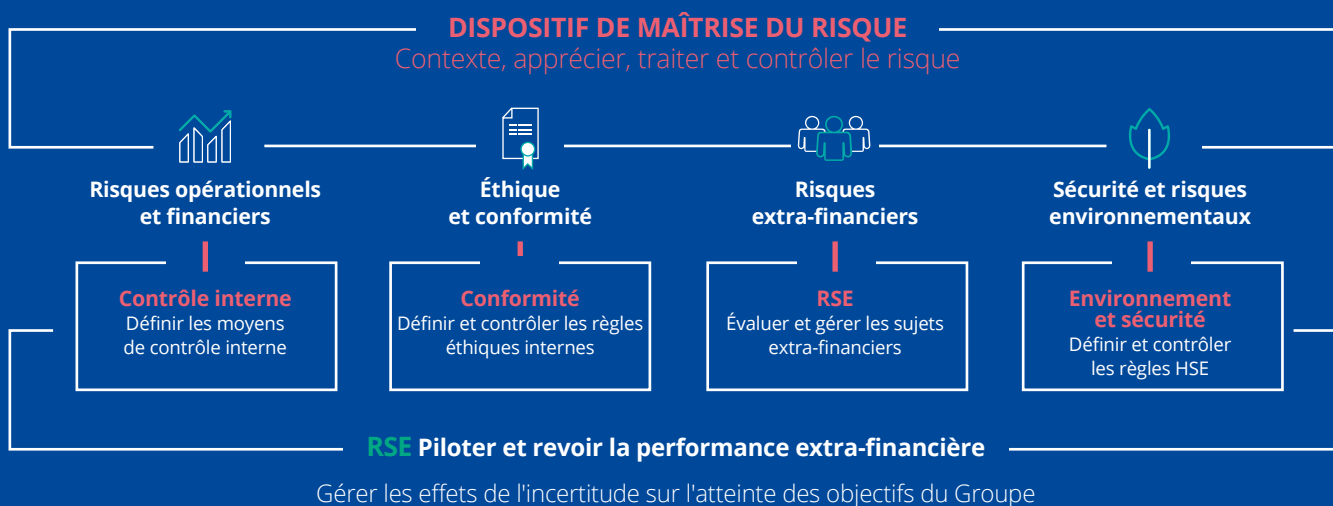 DISPOSITIF DE MAÎTRISE DU RISQUE
Contexte, apprécier, traiter et contrôler le risque
Risques opérationnels
et financiers
Éthique
et conformité
Risques
extra-financiers
Sécurité et risques
environnementaux
Contrôle interne
Définir les moyens
de contrôle interne
Conformité
Définir et contrôler les règles
éthiques internes
RSE
Évaluer et gérer les sujets
extra-financiers
Environnement
et sécurité
Définir et contrôler
les règles HSE
RSE Piloter et revoir la performance extra-financière
Gérer les effets de l'incertitude sur l'atteinte des objectifs du Groupe